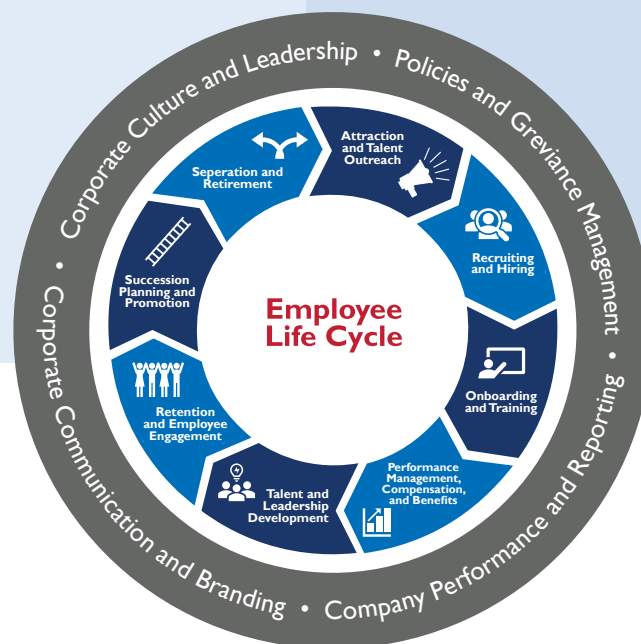 Corporate Culture and Leadership • Policies and Greviance Management • Company Performance and Reporting • Corporate Communication and Branding •
Attraction
and Talent
Outreach
Recruiting
and Hiring
Onboarding
and Training
Performance
Management,
Compensation,
and Benefits
Talent and
Leadership
Development
Retention
and Employee
Engagement
Succession
Planning and
Promotion
Seperation and
Retirement
Employee
Life Cycle